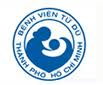 BỆNH VIỆN TỪ DŨ
THÀNH PHỐ HỒ CHÍ MINH